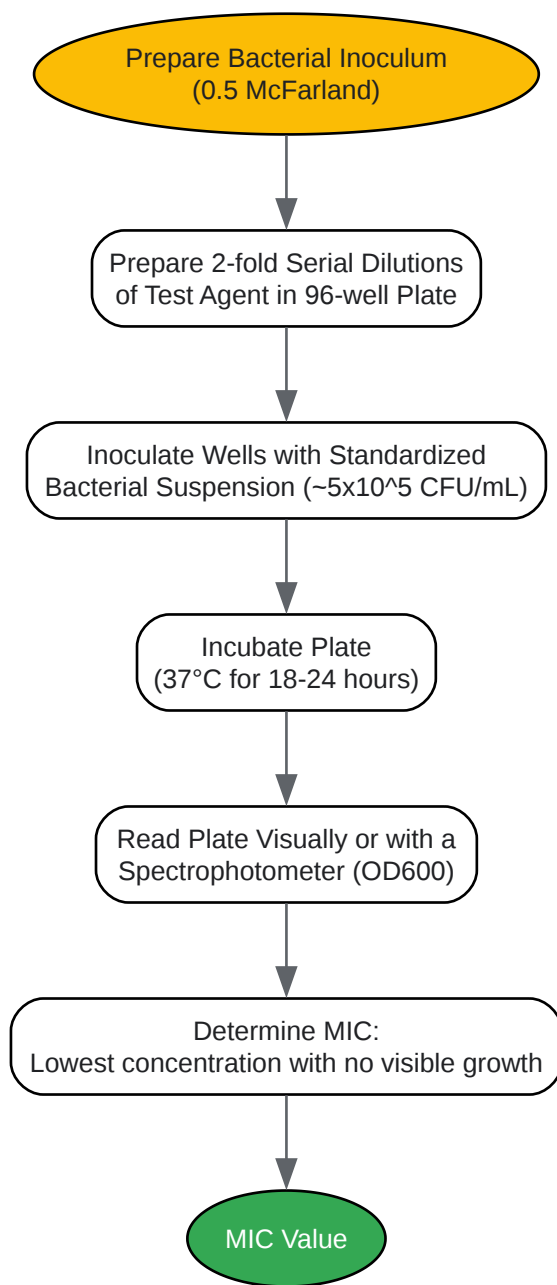 Prepare Bacterial Inoculum
(0.5 McFarland)
Prepare 2-fold Serial Dilutions
of Test Agent in 96-well Plate
Inoculate Wells with Standardized
Bacterial Suspension (~5x10^5 CFU/mL)
Incubate Plate
(37°C for 18-24 hours)
Read Plate Visually or with a
Spectrophotometer (OD600)
Determine MIC:
Lowest concentration with no visible growth
MIC Value